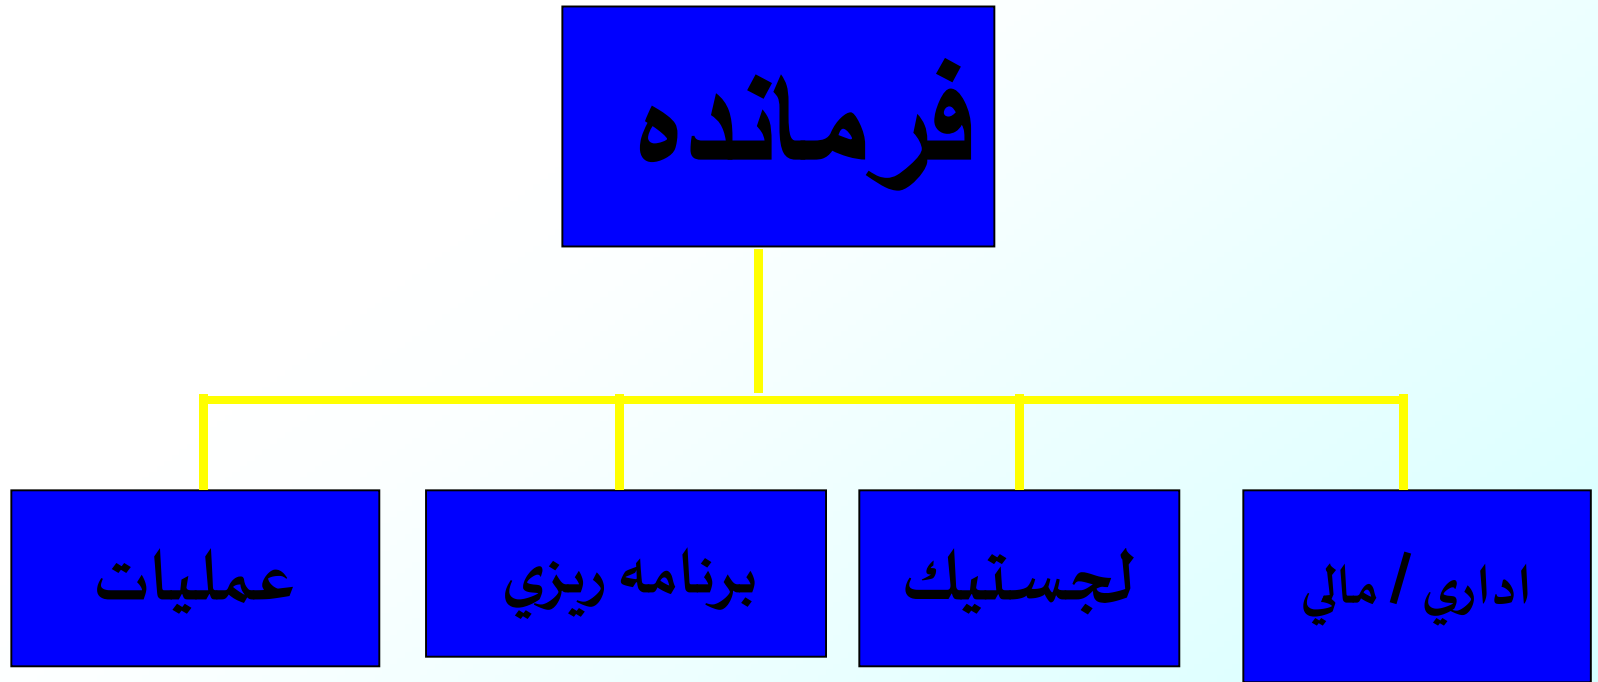 فرمانده
اداري / مالي
لجستيك
برنامه ريزي
عمليات